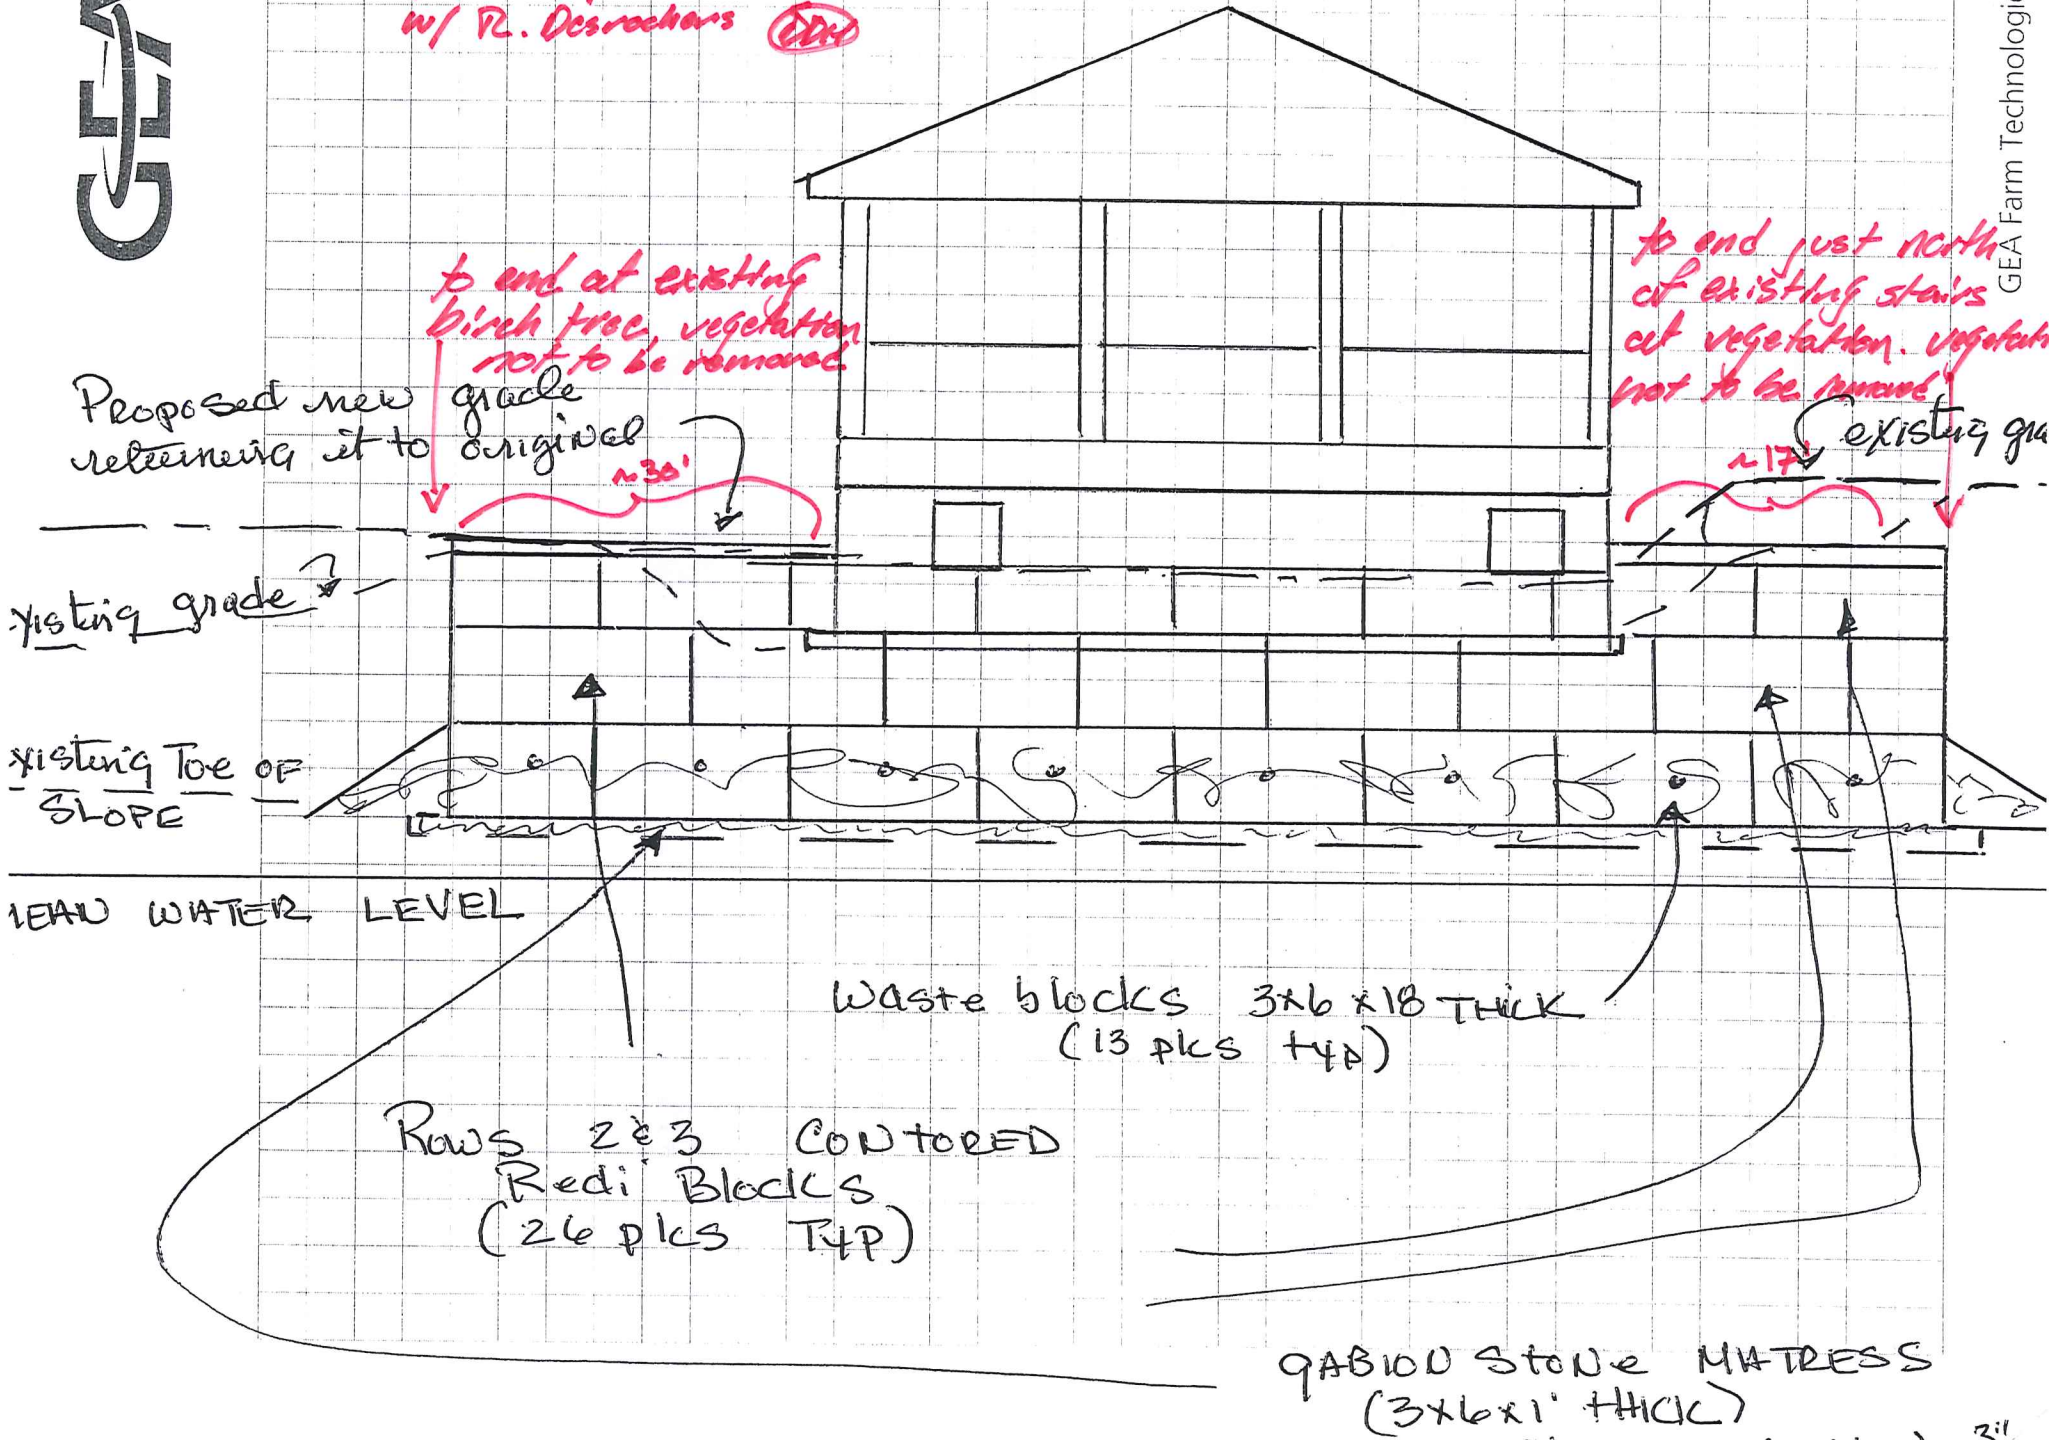 GEA
w/ R. Desrochers
GEA Farm Technologies
to end at existing
birch tree, vegetation
not to be removed
to end just north
of existing stairs
at vegetation. vegetati
not to be removed
Proposed new grade
returning it to original
~30'
~17'
existing gra
xisting grade
xisting Toe OF
SLOPE
MEAN WATER LEVEL
Waste blocks 3x6x18 THICK
(13 pks typ)
Rows 2 & 3 CONTORED
Redi Blocks
(26 pks Typ)
GABION STONe MATRESS
(3x6x1' tHICK)